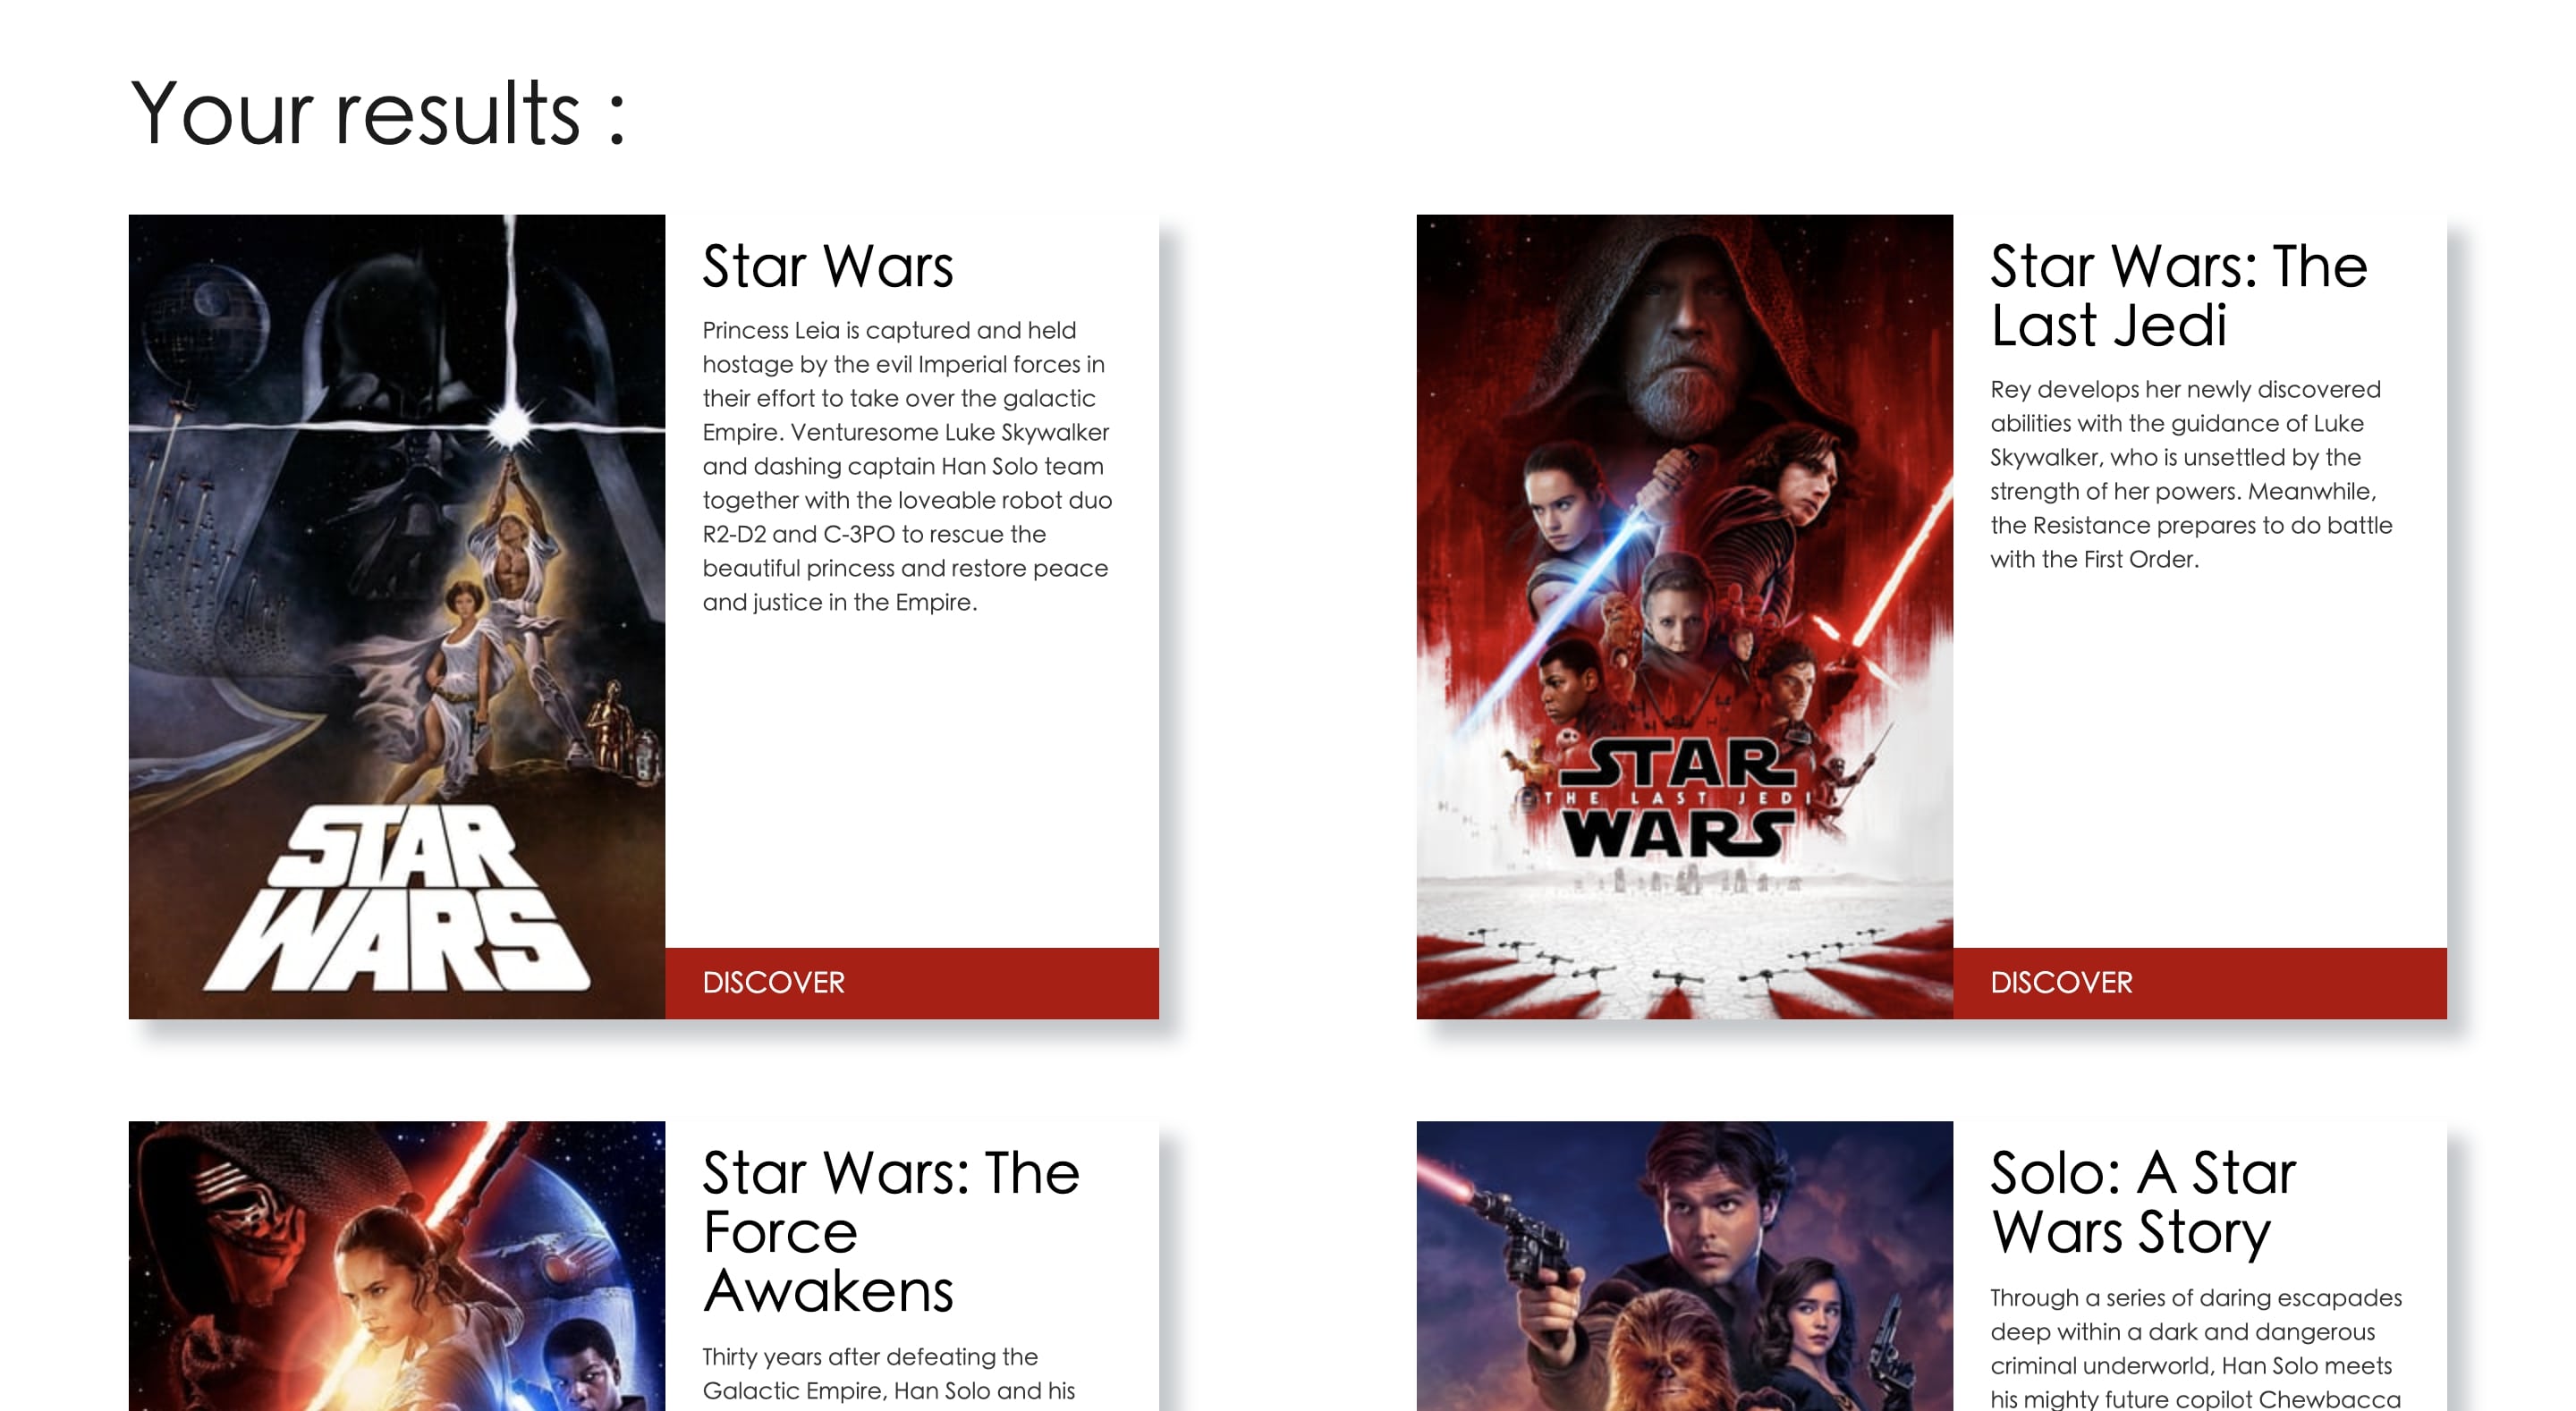 Your results :
STAR
WARS
Star Wars
Princess Leia is captured and held
hostage by the evil Imperial forces in
their effort to take over the galactic
Empire. Venturesome Luke Skywalker
and dashing captain Han Solo team
together with the loveable robot duo
R2-D2 and C-3PO to rescue the
beautiful princess and restore peace
and justice in the Empire.
DISCOVER
STAR
THE LAST JEDI
WARS
Star Wars: The
Last Jedi
Rey develops her newly discovered
abilities with the guidance of Luke
Skywalker, who is unsettled by the
strength of her powers. Meanwhile,
the Resistance prepares to do battle
with the First Order.
DISCOVER
Star Wars: The
Force
Awakens
Thirty years after defeating the
Galactic Empire, Han Solo and his
Solo: A Star
Wars Story
Through a series of daring escapades
deep within a dark and dangerous
criminal underworld, Han Solo meets
his mighty future copilot Chewbacca